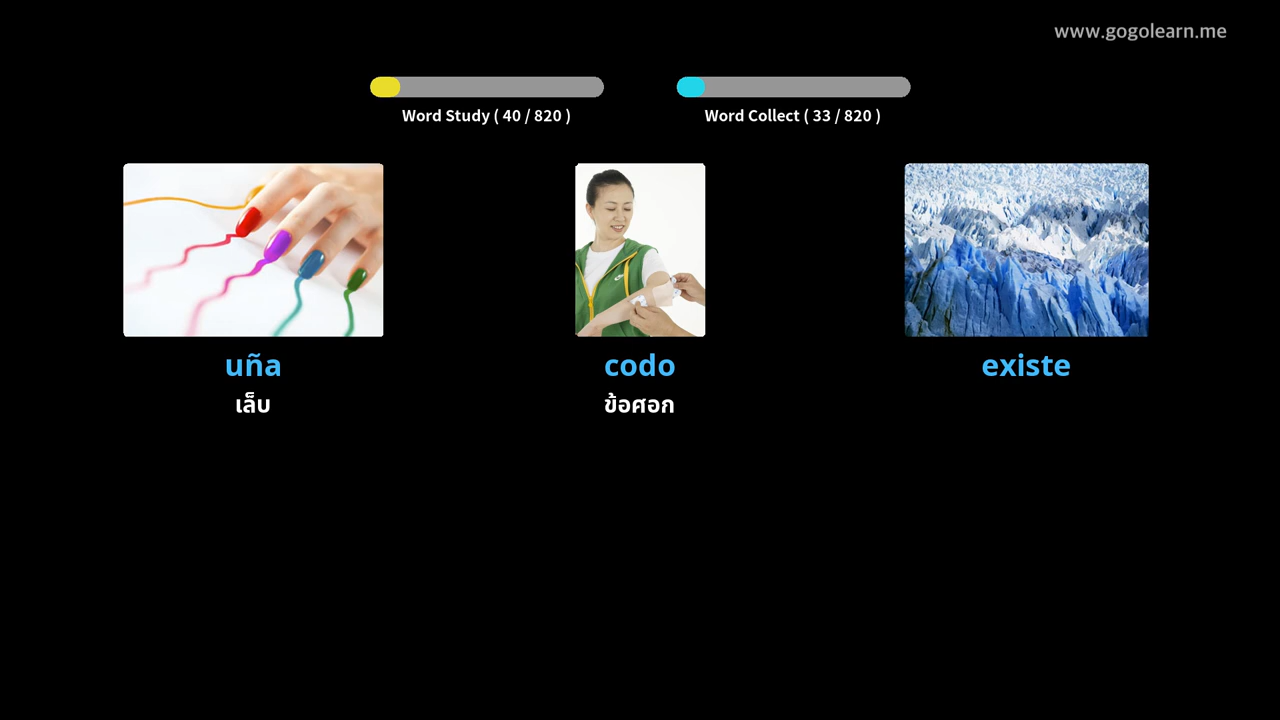 www.gogolearn.me
Word Study ( 40 / 820 )
Word Collect ( 33 / 820 )
uña
เล็บ
codo
ข้อศอก
existe